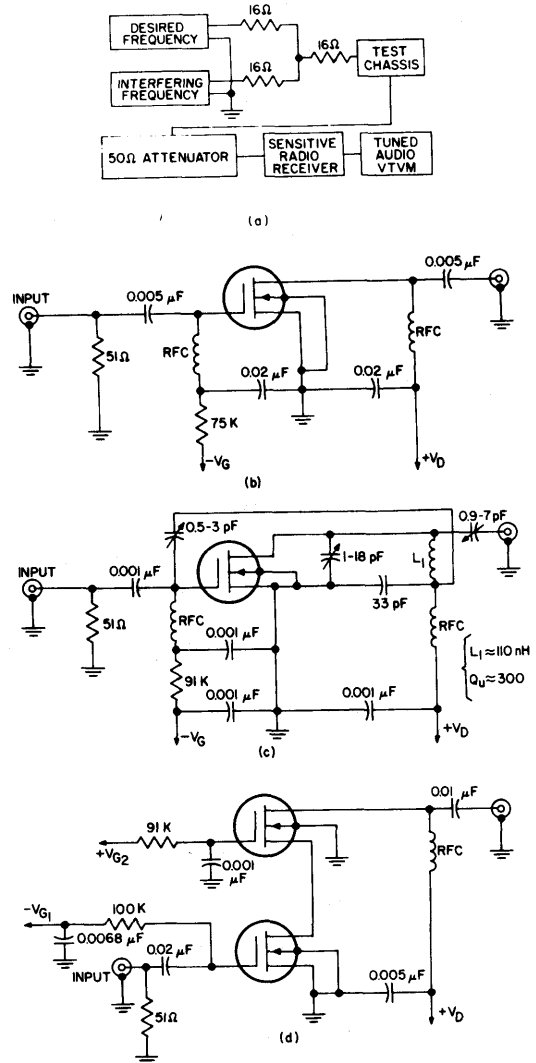 16Ω
DESIRED
FREQUENCY
16Ω
16Ω
TEST
CHASSIS
INTERFERING
FREQUENCY
50Ω ATTENUATOR
SENSITIVE
RADIO
RECEIVER
TUNED
AUDIO
VTVM
(a)
0.005 μF
0.005 μF
INPUT
RFC
RFC
51Ω
0.02 μF
0.02 μF
75 K
-VG
+VD
(b)
0.5-3 pF
0.9-7 pF
1-18 pF
L1
INPUT
0.001 μF
33 pF
51Ω
RFC
RFC
0.001 μF
L1≈110 nH
QU≈300
91 K
0.001 μF
0.001 μF
-VG
+VD
(c)
0.01 μF
91 K
+VG2
0.001
μF
RFC
-VG1
100K
0.0068 μF
0.02 μF
INPUT
0.005 μF
51Ω
+VD
(d)